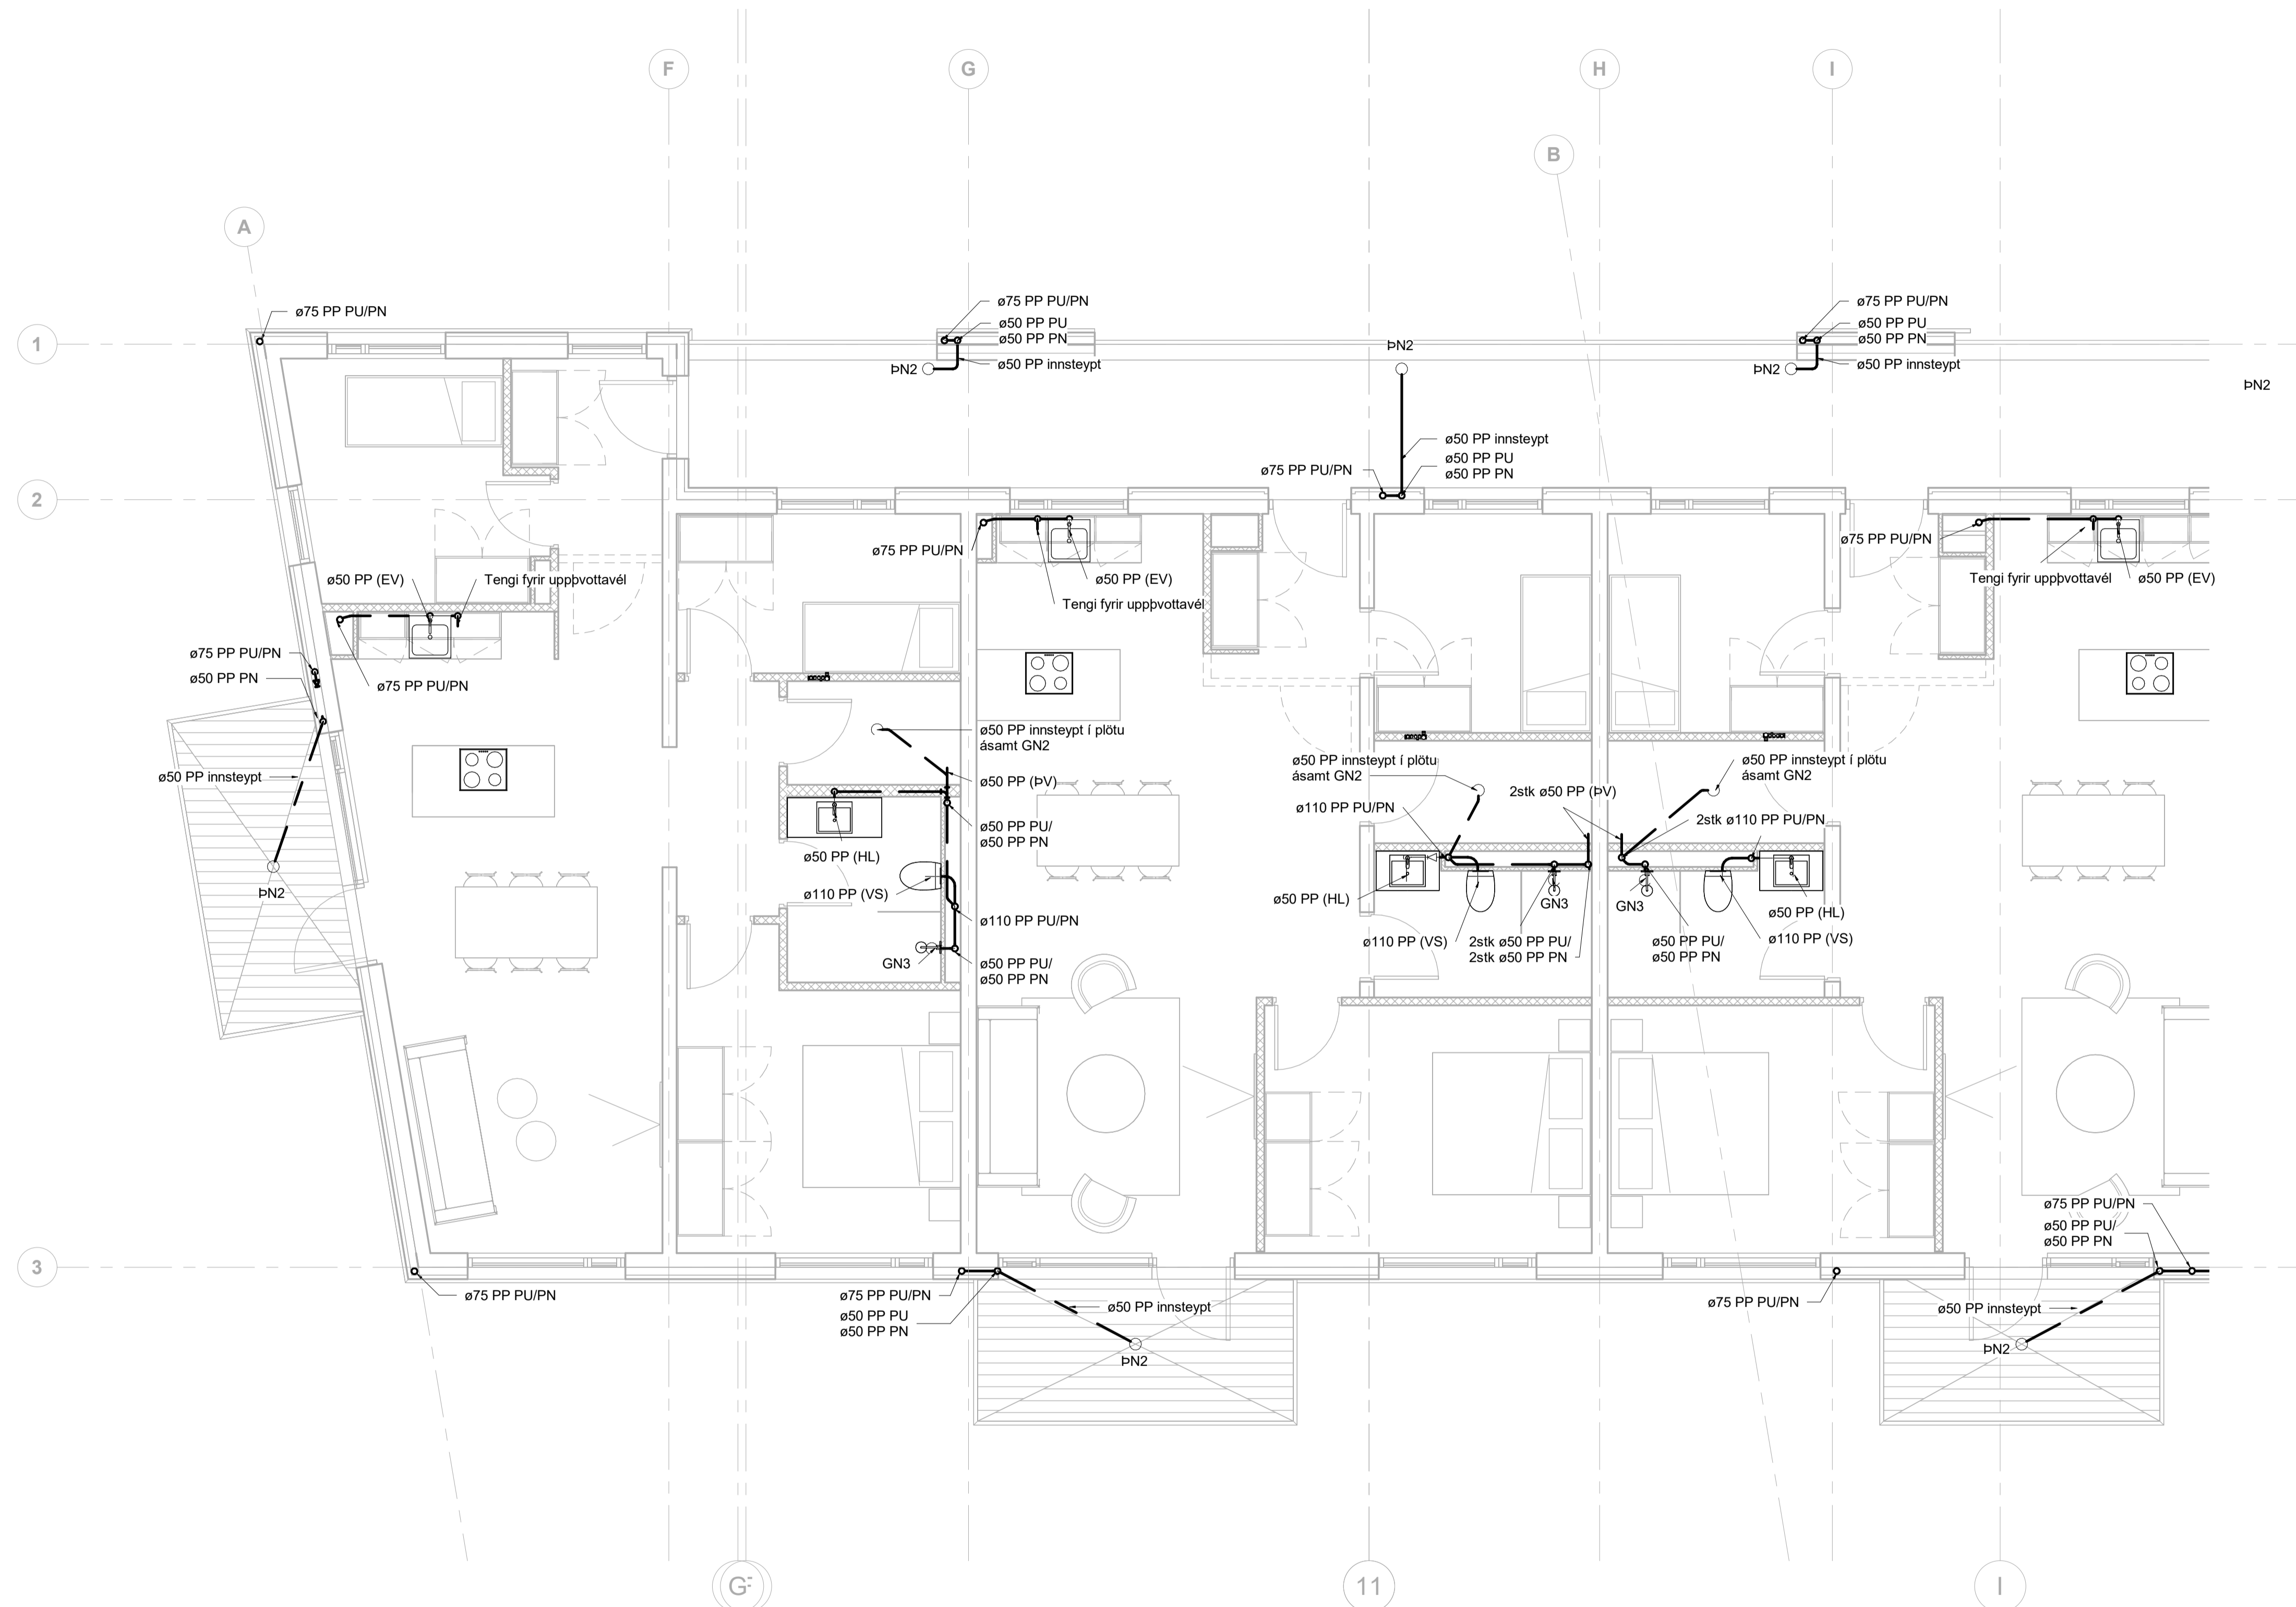 F
G
H
I
B
A
ø75 PP PU/PN
ø75 PP PU/PN
ø50 PP PU
ø50 PP PN
ø50 PP innsteypt
ÞN2
ÞN2
ø75 PP PU/PN
ø50 PP PU
ø50 PP PN
ø50 PP innsteypt
ÞN2
ÞN2
1
ø50 PP innsteypt
ø50 PP PU
ø50 PP PN
ø75 PP PU/PN
2
ø75 PP PU/PN
ø50 PP (EV)
Tengi fyrir uppþvottavél
ø50 PP (EV)
Tengi fyrir uppþvottavél
ø75 PP PU/PN
Tengi fyrir uppþvottavél
ø50 PP (EV)
ø75 PP PU/PN
ø50 PP PN
ø75 PP PU/PN
ø50 PP innsteypt
ÞN2
ø50 PP innsteypt í plötu
ásamt GN2
ø50 PP (ÞV)
ø50 PP PU/
ø50 PP PN
ø50 PP (HL)
ø110 PP (VS)
ø110 PP PU/PN
GN3
ø50 PP PU/
ø50 PP PN
ø50 PP innsteypt í plötu
ásamt GN2
ø110 PP PU/PN
2stk ø50 PP (ÞV)
ø50 PP innsteypt í plötu
ásamt GN2
2stk ø110 PP PU/PN
ø50 PP (HL)
GN3
GN3
ø50 PP (HL)
ø110 PP (VS)
2stk ø50 PP PU/
2stk ø50 PP PN
ø50 PP PU/
ø50 PP PN
ø110 PP (VS)
ø75 PP PU/PN
ø50 PP PU/
ø50 PP PN
3
ø75 PP PU/PN
ø75 PP PU/PN
ø50 PP PU
ø50 PP PN
ø50 PP innsteypt
ÞN2
ø75 PP PU/PN
ø50 PP innsteypt
ÞN2
G
11
I